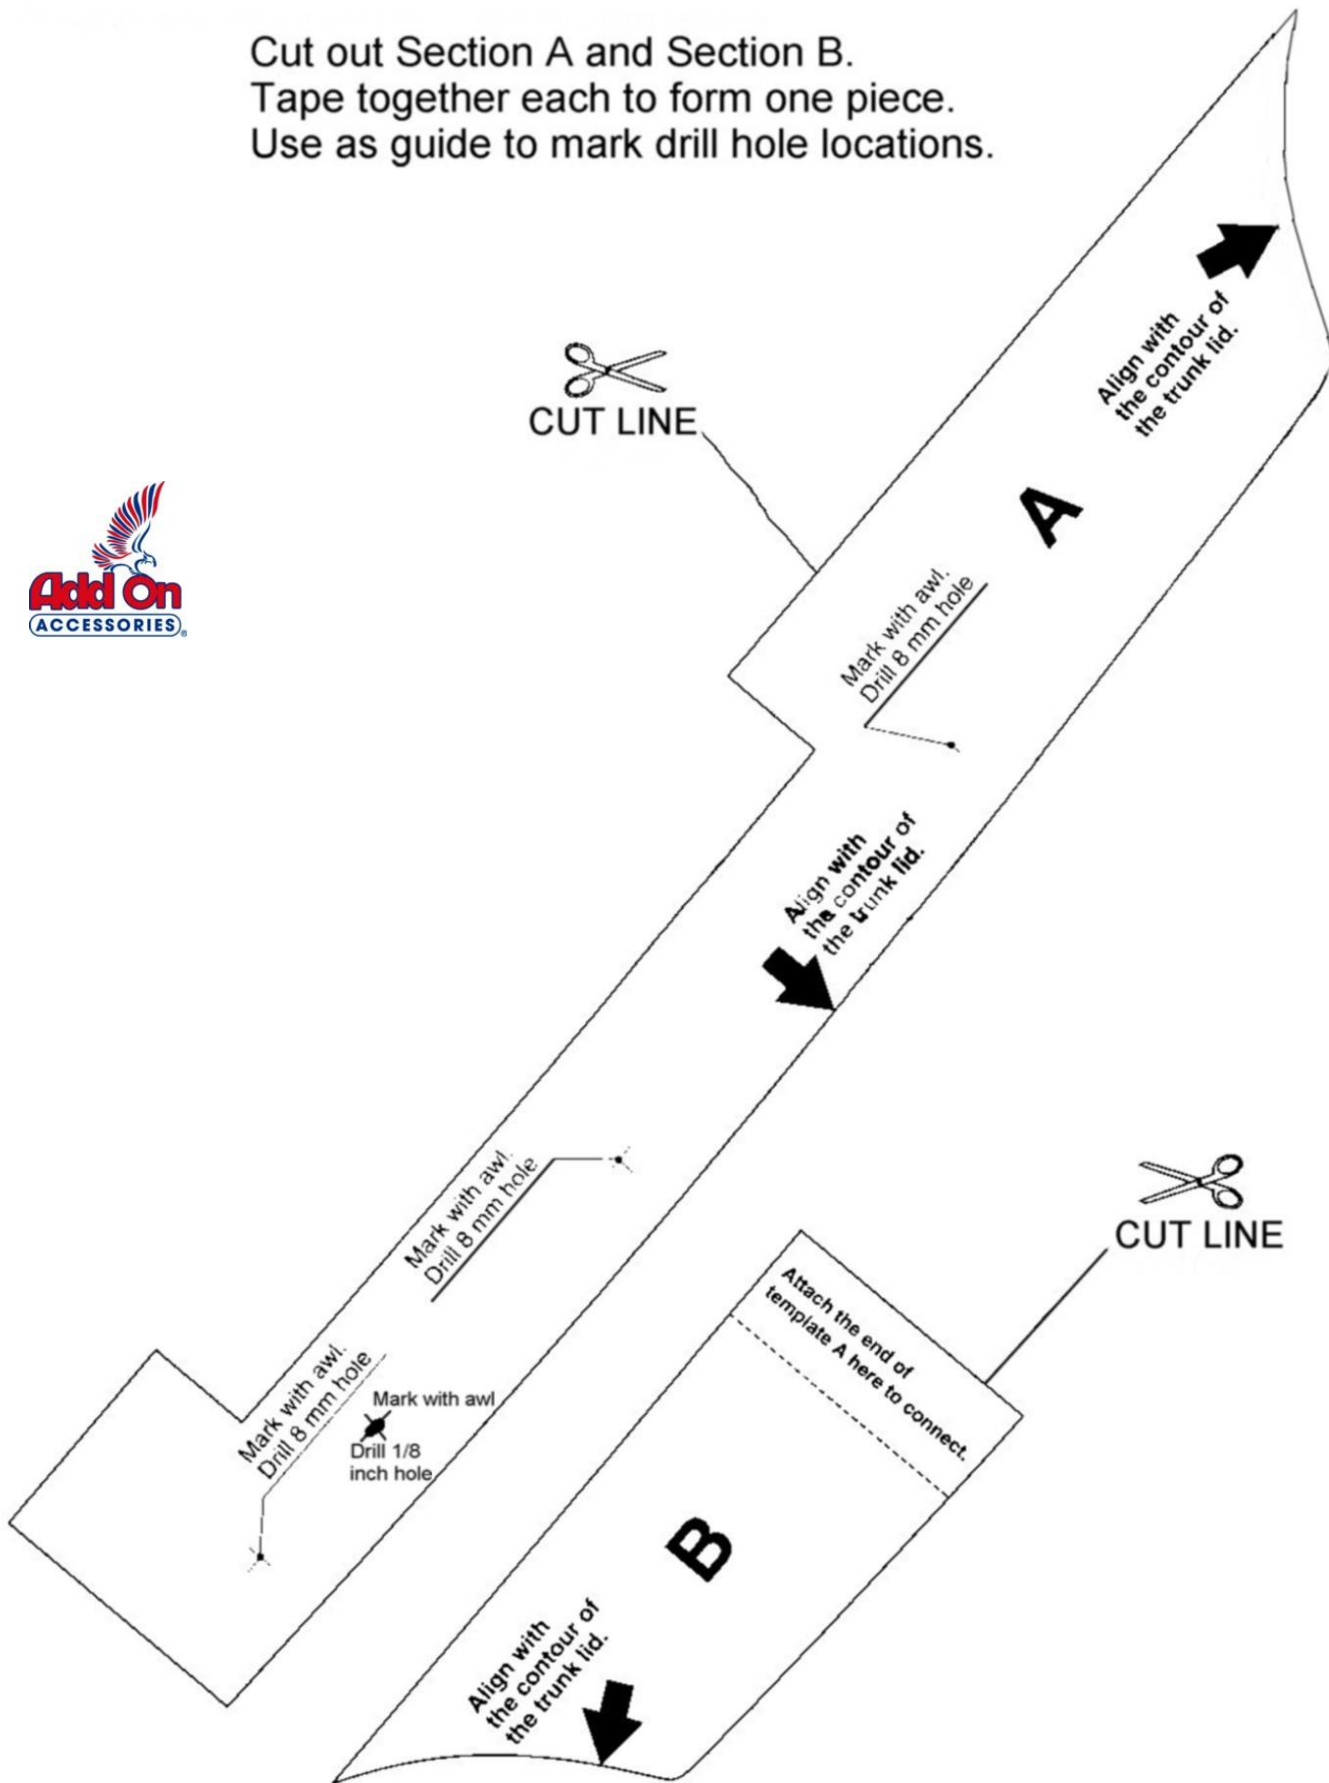 Cut out Section A and Section B.
Tape together each to form one piece.
Use as guide to mark drill hole locations.
CUT LINE
Align with
the contour of
the trunk lid.
A
Add On
ACCESSORIES®
Mark with awl.
Drill 8 mm hole
Align with
the contour of
the trunk lid.
Mark with awl.
Drill 8 mm hole
CUT LINE
Attach the end of
template A here to connect.
Mark with awl.
Drill 8 mm hole
Mark with awl
Drill 1/8
inch hole
B
Align with
the contour of
the trunk lid.